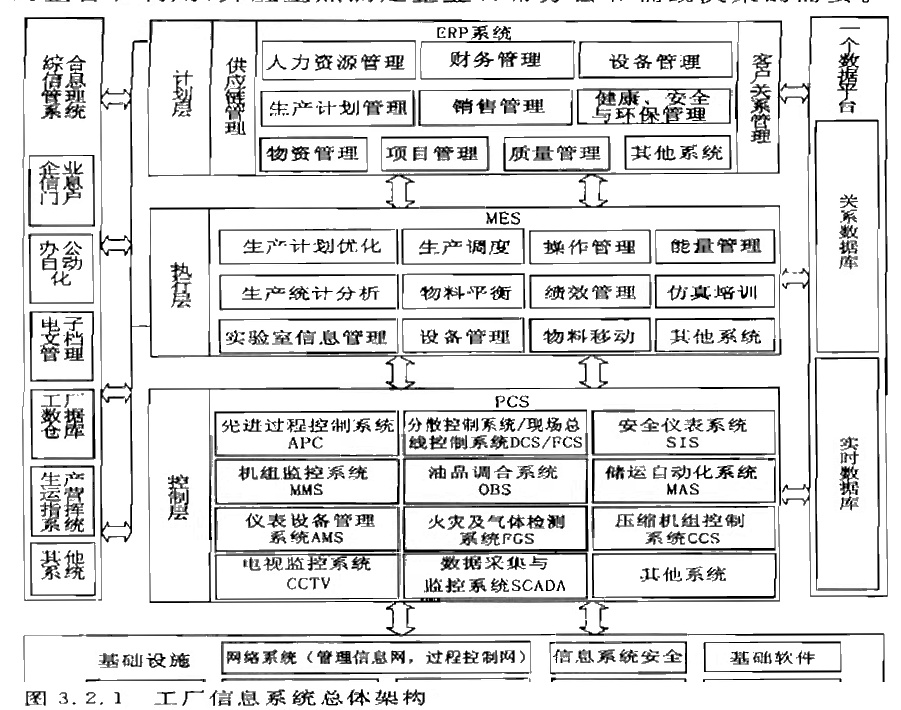 ERP系统
综合
信息
管理
系统
计划层
供应链管理
人力资源管理
财务管理
设备管理
生产计划管理
销售管理
健康、安全
与环保管理
物资管理
项目管理
质量管理
其他系统
客户关系管理
一个数据平台
企业
信息
门户
办公
自动
化
电子
文档
管理
工厂
数据
仓库
生产
运营
指挥
系统
其他
系统
执行层
MES
生产计划优化
生产调度
操作管理
能量管理
生产统计分析
物料平衡
绩效管理
仿真培训
实验室信息管理
设备管理
物料移动
其他系统
关系数据库
控制层
PCS
先进过程控制系统
APC
分散控制系统/现场总
线控制系统DCS/FCS
安全仪表系统
SIS
机组监控系统
MMS
油品调合系统
OBS
储运自动化系统
MAS
仪表设备管理
系统AMS
火灾及气体检测
系统FGS
压缩机组控制
系统CCS
电视监控系统
CCTV
数据采集与
监控系统SCADA
其他系统
实时数据库
基础设施
网络系统（管理信息网，过程控制网）
信息系统安全
基础软件
图 3.2.1 工厂信息系统总体架构